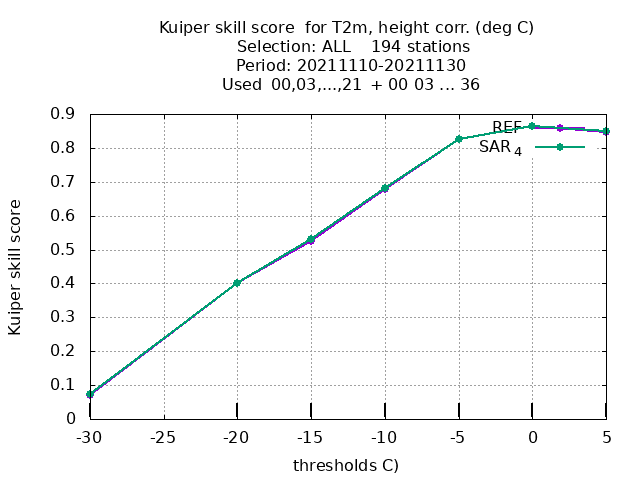 Kuiper skill score  for T2m, height corr. (deg C)
Selection: ALL    194 stations
Period: 20211110-20211130
Used  00,03,...,21  + 00 03 ... 36
0.9
0.8
0.7
0.6
0.5
0.4
0.3
0.2
0.1
0
Kuiper skill score
REF
SAR 4
-30
-25
-20
-15
-10
-5
0
5
thresholds C)